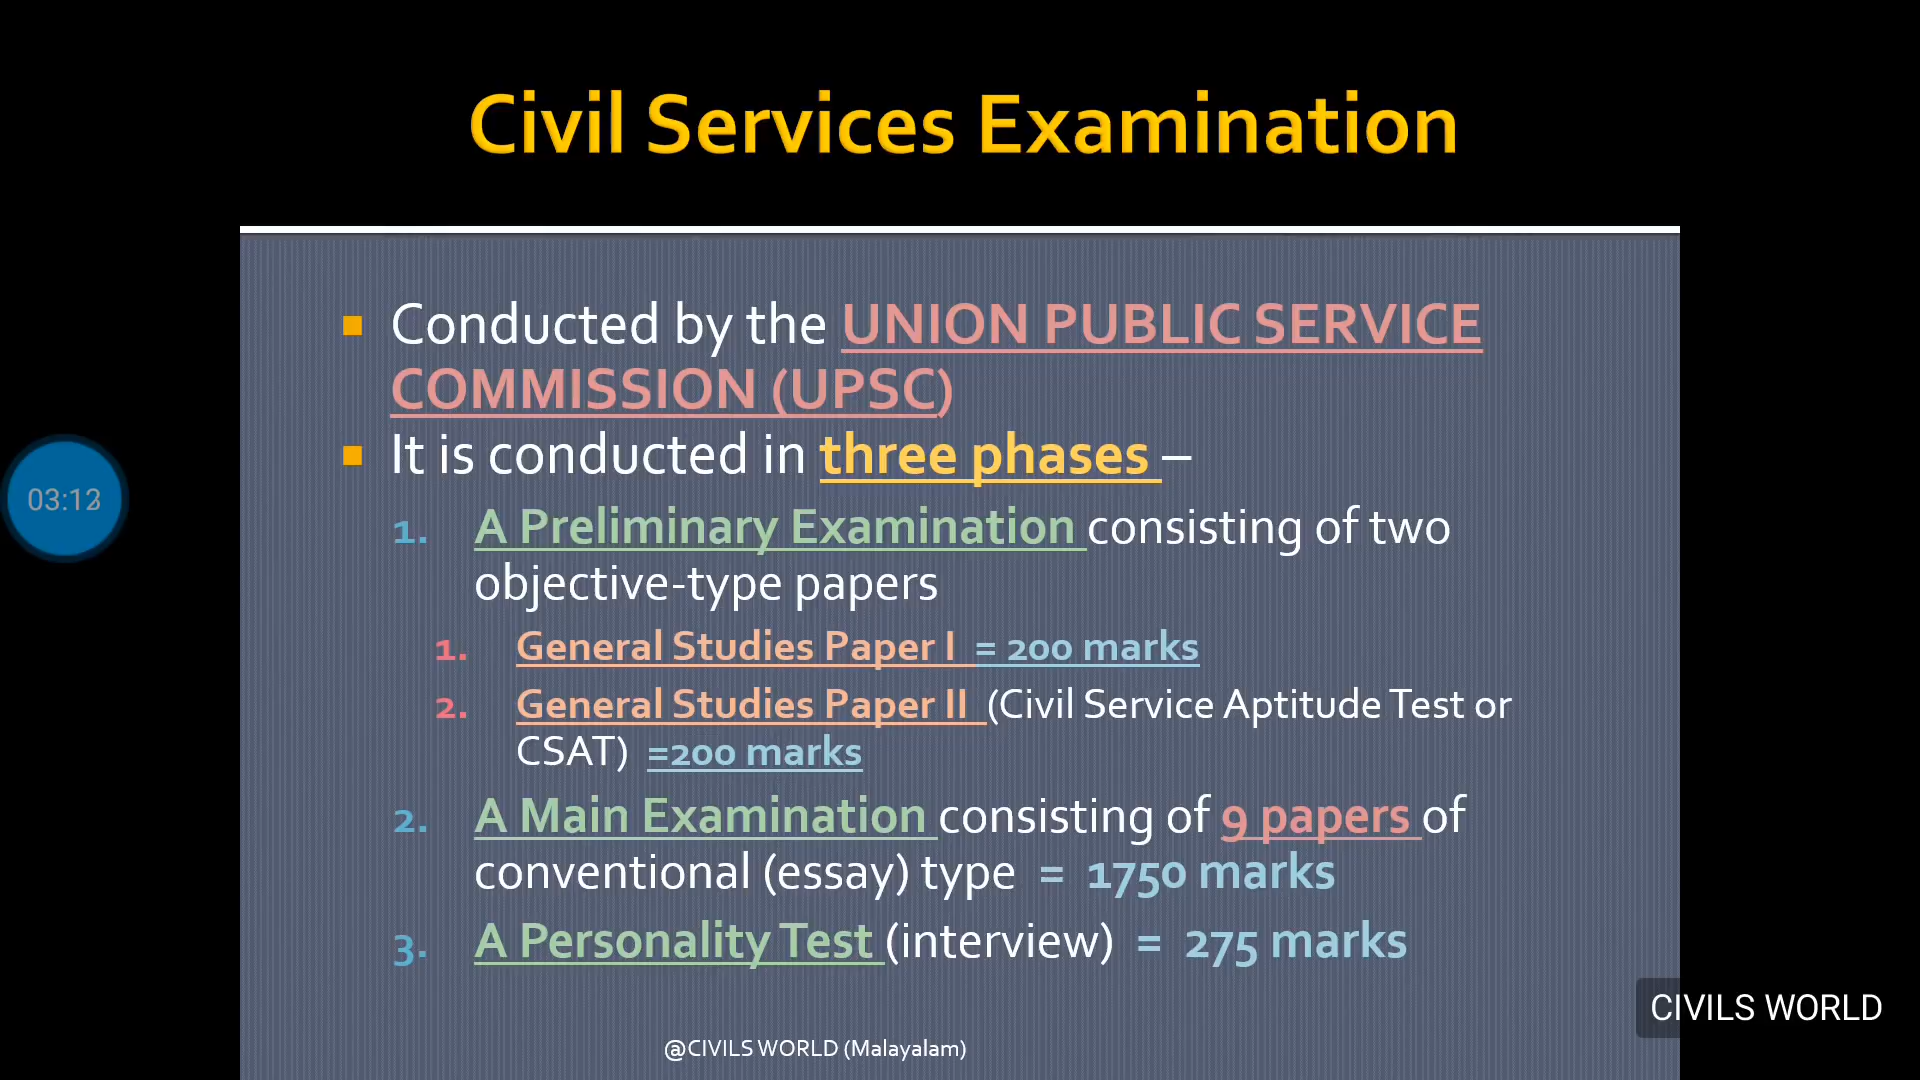 Civil Services Examination
Conducted by the UNION PUBLIC SERVICE
COMMISSION (UPSC)
It is conducted in three phases –
1. A Preliminary Examination consisting of two
objective-type papers
1. General Studies Paper I = 200 marks
2. General Studies Paper II (Civil Service Aptitude Test or
CSAT) =200 marks
2. A Main Examination consisting of 9 papers of
conventional (essay) type = 1750 marks
3. A Personality Test (interview) = 275 marks
@CIVILS WORLD (Malayalam)
CIVILS WORLD